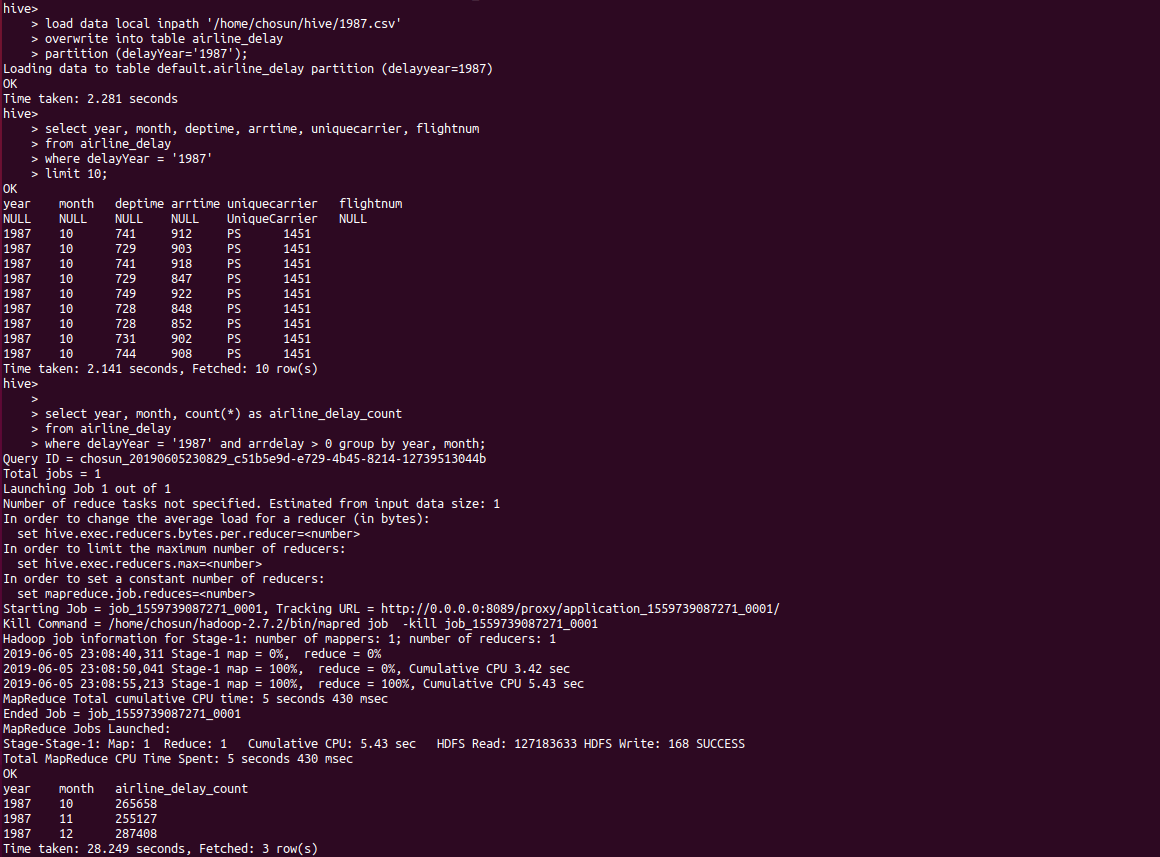 hive>
    > load data local inpath '/home/chosun/hive/1987.csv'
    > overwrite into table airline_delay
    > partition (delayYear='1987');
Loading data to table default.airline_delay partition (delayyear=1987)
OK
Time taken: 2.281 seconds
hive>
    > select year, month, deptime, arrtime, uniquecarrier, flightnum
    > from airline_delay
    > where delayYear = '1987'
    > limit 10;
OK
year    month   deptime arrtime uniquecarrier   flightnum
NULL    NULL    NULL    NULL    UniqueCarrier   NULL
1987    10      741     912     PS      1451
1987    10      729     903     PS      1451
1987    10      741     918     PS      1451
1987    10      729     847     PS      1451
1987    10      749     922     PS      1451
1987    10      728     848     PS      1451
1987    10      728     852     PS      1451
1987    10      731     902     PS      1451
1987    10      744     908     PS      1451
Time taken: 2.141 seconds, Fetched: 10 row(s)
hive>
    >
    > select year, month, count(*) as airline_delay_count
    > from airline_delay
    > where delayYear = '1987' and arrdelay > 0 group by year, month;
Query ID = chosun_20190605230829_c51b5e9d-e729-4b45-8214-12739513044b
Total jobs = 1
Launching Job 1 out of 1
Number of reduce tasks not specified. Estimated from input data size: 1
In order to change the average load for a reducer (in bytes):
  set hive.exec.reducers.bytes.per.reducer=<number>
In order to limit the maximum number of reducers:
  set hive.exec.reducers.max=<number>
In order to set a constant number of reducers:
  set mapreduce.job.reduces=<number>
Starting Job = job_1559739087271_0001, Tracking URL = http://0.0.0.0:8089/proxy/application_1559739087271_0001/
Kill Command = /home/chosun/hadoop-2.7.2/bin/mapred job  -kill job_1559739087271_0001
Hadoop job information for Stage-1: number of mappers: 1; number of reducers: 1
2019-06-05 23:08:40,311 Stage-1 map = 0%,  reduce = 0%
2019-06-05 23:08:50,041 Stage-1 map = 100%,  reduce = 0%, Cumulative CPU 3.42 sec
2019-06-05 23:08:55,213 Stage-1 map = 100%,  reduce = 100%, Cumulative CPU 5.43 sec
MapReduce Total cumulative CPU time: 5 seconds 430 msec
Ended Job = job_1559739087271_0001
MapReduce Jobs Launched:
Stage-Stage-1: Map: 1  Reduce: 1   Cumulative CPU: 5.43 sec   HDFS Read: 127183633 HDFS Write: 168 SUCCESS
Total MapReduce CPU Time Spent: 5 seconds 430 msec
OK
year    month   airline_delay_count
1987    10      265658
1987    11      255127
1987    12      287408
Time taken: 28.249 seconds, Fetched: 3 row(s)